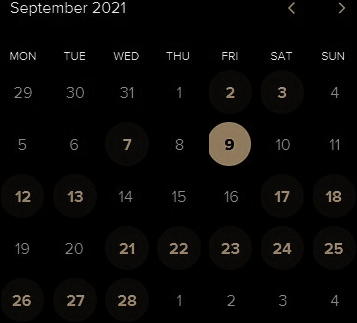 September 2021 < >
MON TUE WED THU FRI SAT SUN
29 30 31 1 2 3 4
5 6 7 8 9 10 11
12 13 14 15 16 17 18
19 20 21 22 23 24 25
26 27 28 1 2 3 4